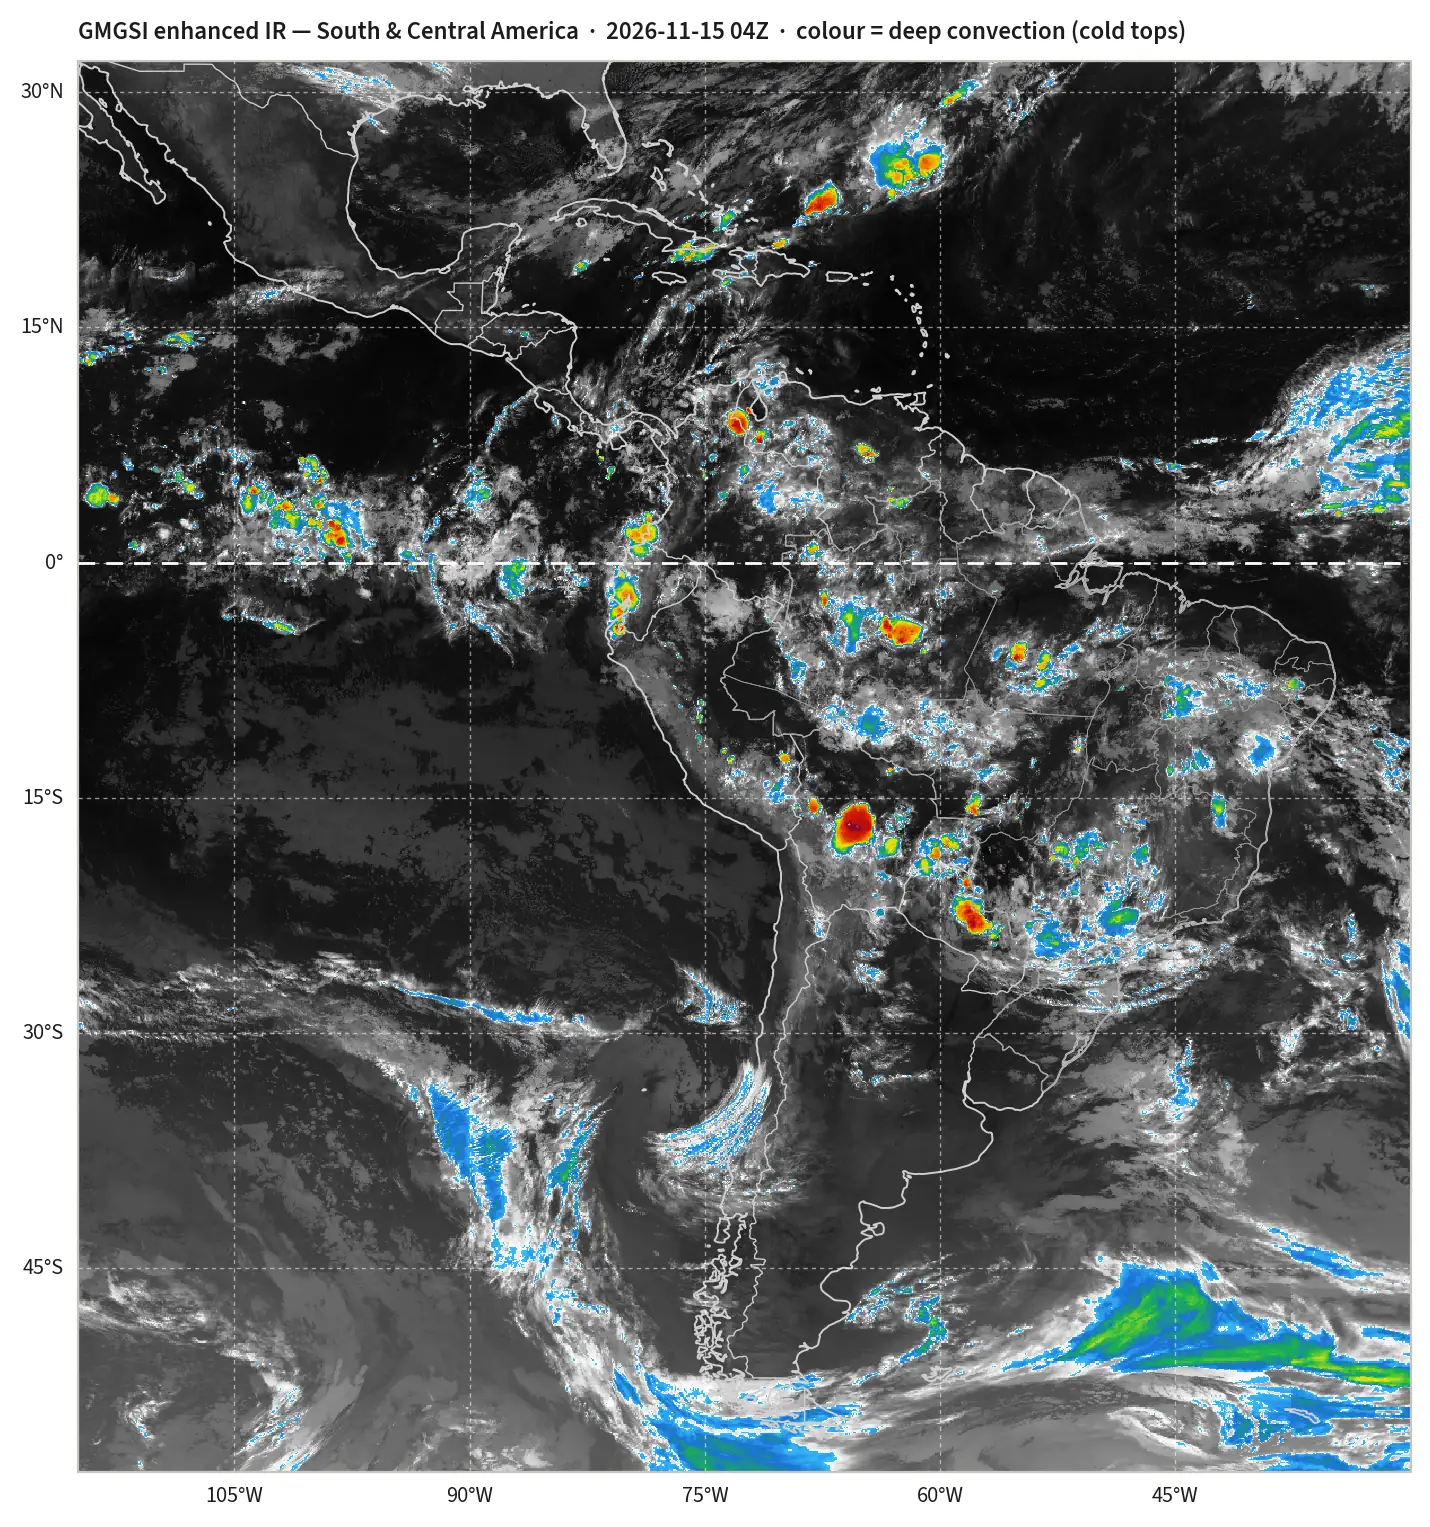 GMGSI enhanced IR — South & Central America · 2026-11-15 04Z · colour = deep convection (cold tops)
30°N
15°N
0°
15°S
30°S
45°S
105°W 90°W 75°W 60°W 45°W